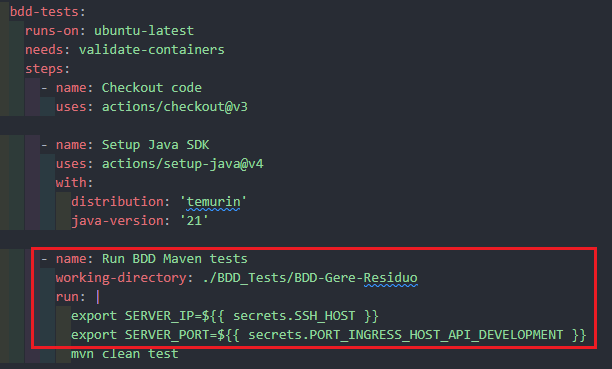 bdd-tests:
runs-on: ubuntu-latest
needs: validate-containers
steps:
- name: Checkout code
uses: actions/checkout@v3
- name: Setup Java SDK
uses: actions/setup-java@v4
with:
distribution: 'temurin'
java-version: '21'
- name: Run BDD Maven tests
working-directory: ./BDD_Tests/BDD-Gere-Residuo
run: |
export SERVER_IP=${{ secrets.SSH_HOST }}
export SERVER_PORT=${{ secrets.PORT_INGRESS_HOST_API_DEVELOPMENT }}
mvn clean test